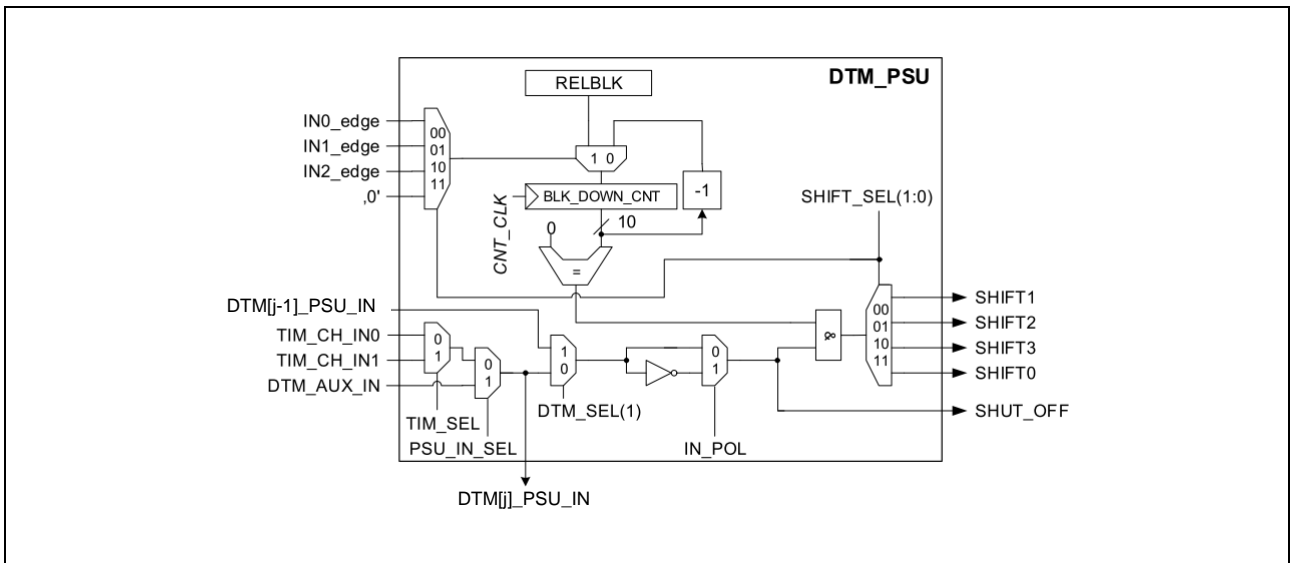 DTM_PSU
RELBLK
IN0_edge
IN1_edge
IN2_edge
,0'
00
01
10
11
1 0
BLK_DOWN_CNT
-1
CNT_CLK
0
10
=
SHIFT_SEL(1:0)
DTM[j-1]_PSU_IN
TIM_CH_IN0
TIM_CH_IN1
DTM_AUX_IN
0
1
0
1
1
0
0
1
&
00
01
10
11
SHIFT1
SHIFT2
SHIFT3
SHIFT0
SHUT_OFF
TIM_SEL
PSU_IN_SEL
DTM_SEL(1)
IN_POL
DTM[j]_PSU_IN